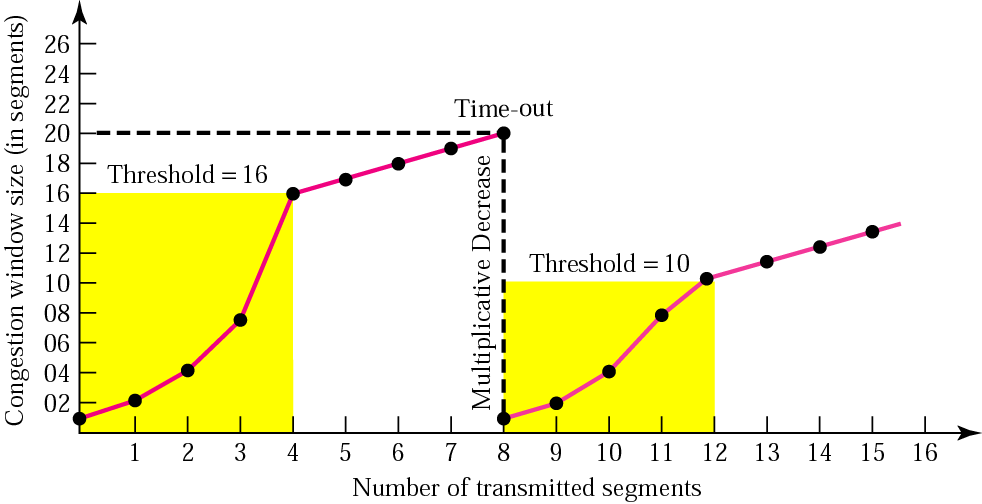 Congestion window size (in segments)
26
24
22
20
18
16
14
12
10
08
06
04
02
Time-out
Threshold = 16
Multiplicative Decrease
Threshold = 10
1 2 3 4 5 6 7 8 9 10 11 12 13 14 15 16
Number of transmitted segments